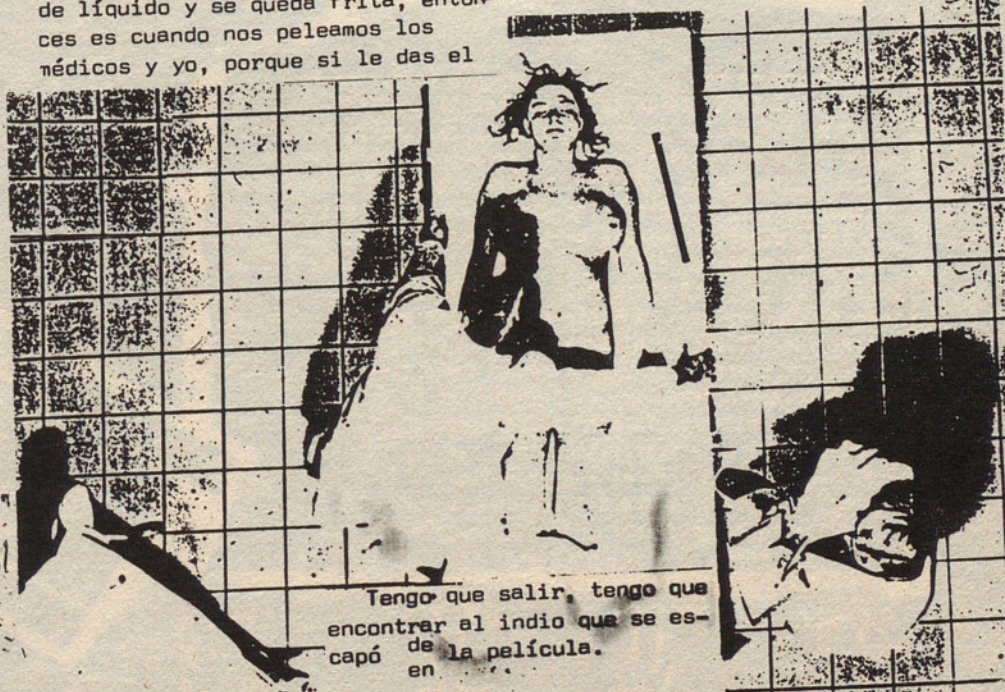 de líquido y se queda frita, enton-
ces es cuando nos peleamos los
médicos y yo, porque si le das el
Tengo que salir, tengo que
encontrar al indio que se es-
capó de la película.
en